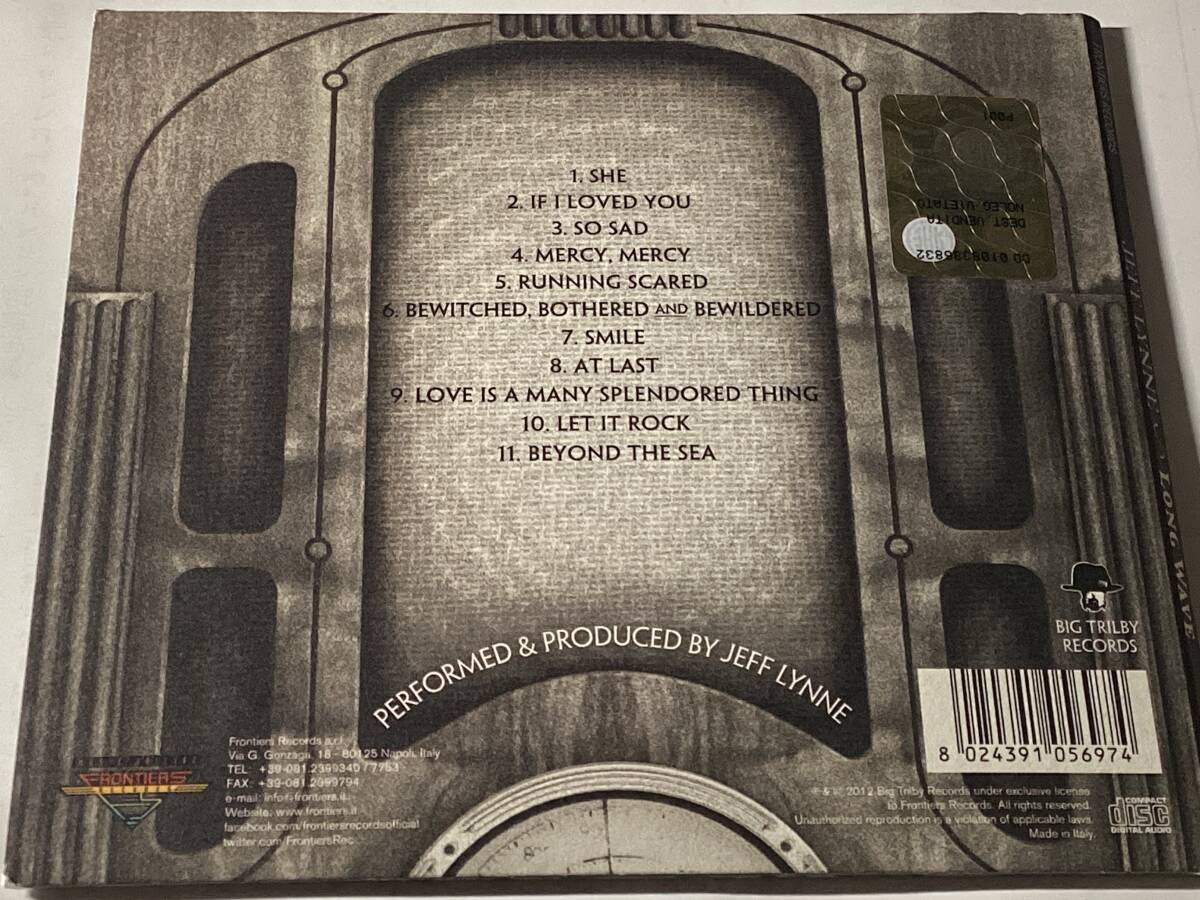 1. SHE
2. IF I LOVED YOU
3. SO SAD
4. MERCY, MERCY
5. RUNNING SCARED
6. BEWITCHED, BOTHERED AND BEWILDERED
7. SMILE
8. AT LAST
9. LOVE IS A MANY SPLENDORED THING
10. LET IT ROCK
11. BEYOND THE SEA
PERFORMED & PRODUCED BY JEFF LYNNE
P001
NOLEG VIETATO
DEST VENDITA
JEFF LYNNE
LONG WAVE
BIG TRILBY
RECORDS
8 024391 056974
FRONTIERS
RECORDS
Frontiers Records s.r.l.
Via G. Gonzaga, 18 - 80125 Napoli, Italy
TEL: +39-081.2399340 / 7753
FAX: +39-081.2399794
e-mail: info@frontiers.it
Website: www.frontiers.it
facebook.com/frontiersrecordsofficial
twitter.com/FrontiersRec
℗ & © 2012 Big Trilby Records under exclusive license
to Frontiers Records. All rights reserved.
Unauthorized reproduction is a violation of applicable laws.
Made in Italy.
COMPACT
disc
DIGITAL AUDIO